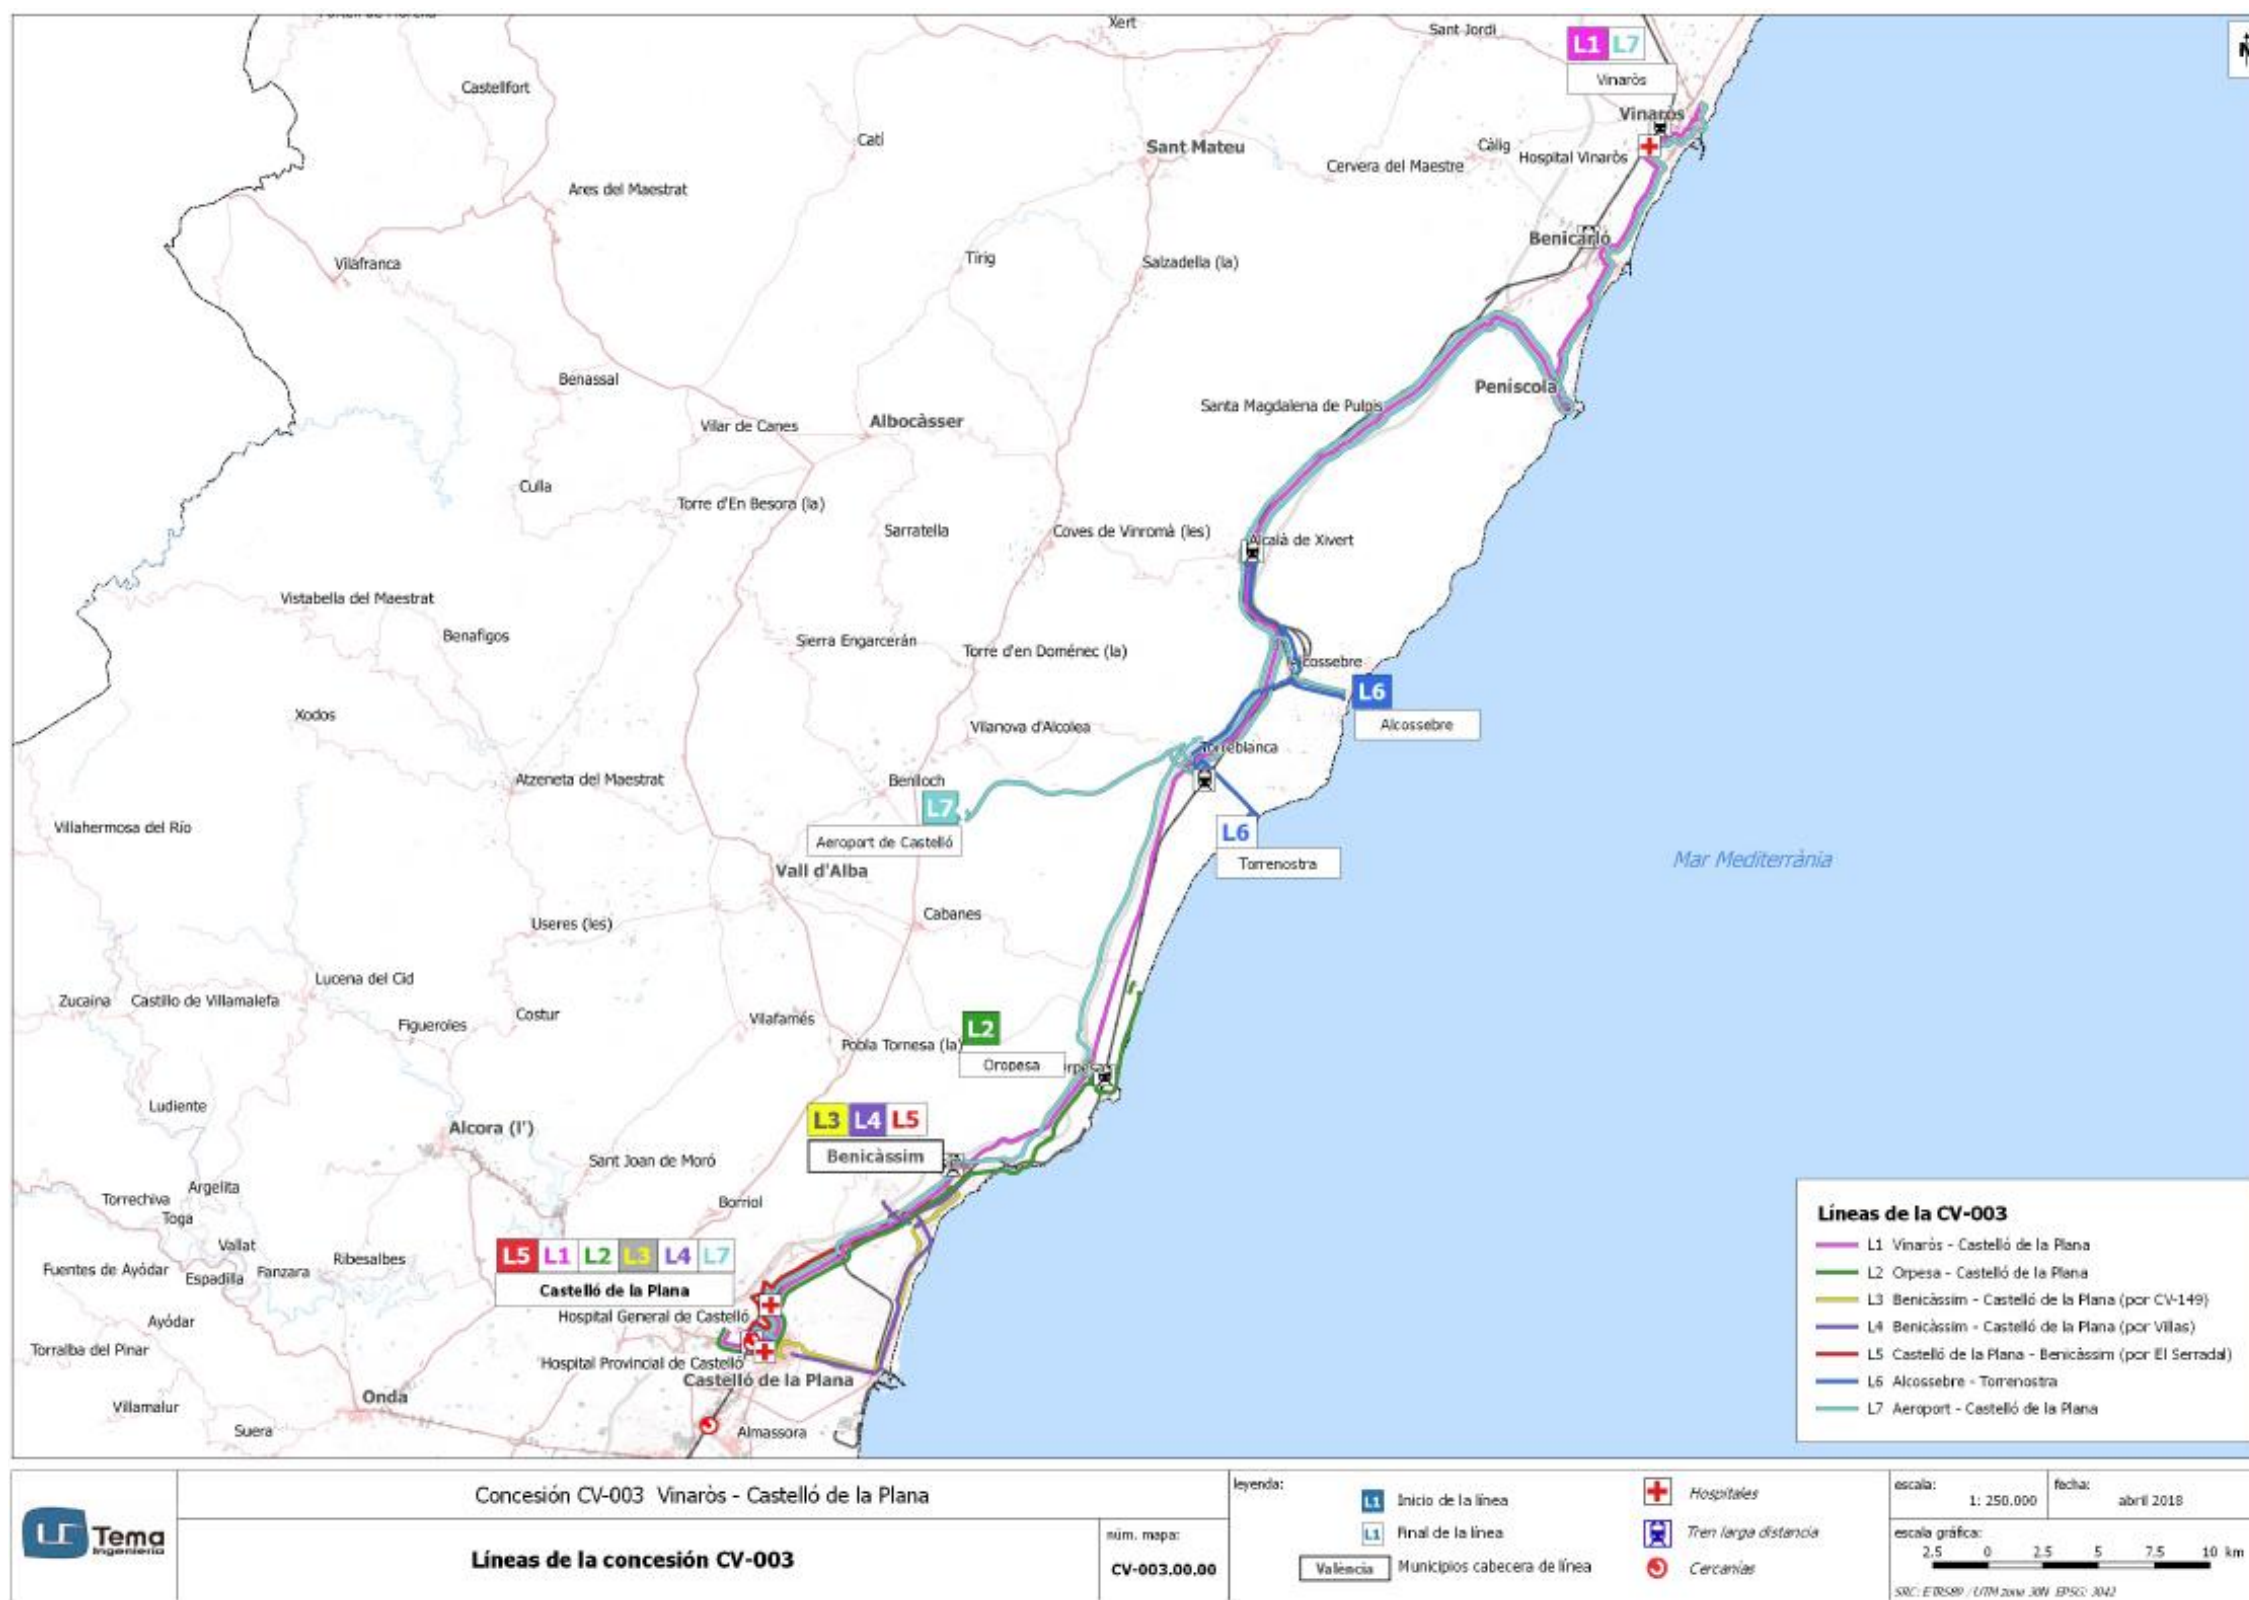 Xert
Sant Jordi
L1 L7
Vinaròs
Castellfort
Vinaròs
Catí
Sant Mateu
Càlig
Hospital Vinaròs
Cervera del Maestre
Ares del Maestrat
Benicarló
Vilafranca
Tírig
Salzadella (la)
Benassal
Peníscola
Santa Magdalena de Pulpis
Albocàsser
Vilar de Canes
Culla
Torre d'En Besora (la)
Sarratella
Coves de Vinromà (les)
Alcalà de Xivert
Vistabella del Maestrat
Benafigos
Sierra Engarcerán
Torre d'en Doménec (la)
Alcossebre
L6
Alcossebre
Xodos
Vilanova d'Alcolea
Torreblanca
Atzeneta del Maestrat
Benlloch
L7
Aeroport de Castelló
Villahermosa del Río
L6
Torrenostra
Mar Mediterrània
Vall d'Alba
Useres (les)
Cabanes
Lucena del Cid
Zucaina
Castillo de Villamalefa
Costur
Figueroles
Vilafamés
L2
Pobla Tornesa (la)
Oropesa
Ludiente
Alcora (l')
L3 L4 L5
Benicàssim
Sant Joan de Moró
Argelita
Torrechiva
Toga
Borriol
Vallat
Ribesalbes
Fuentes de Ayódar
Espadilla
Fanzara
L5 L1 L2 L3 L4 L7
Castelló de la Plana
Hospital General de Castelló
Ayódar
Torralba del Pinar
Hospital Provincial de Castelló
Castelló de la Plana
Onda
Villamalur
Suera
Almassora
Líneas de la CV-003
L1 Vinaròs - Castelló de la Plana
L2 Orpesa - Castelló de la Plana
L3 Benicàssim - Castelló de la Plana (por CV-149)
L4 Benicàssim - Castelló de la Plana (por Villas)
L5 Castelló de la Plana - Benicàssim (por El Serradal)
L6 Alcossebre - Torrenostra
L7 Aeroport - Castelló de la Plana
Tema
Ingeniería
Concesión CV-003 Vinaròs - Castelló de la Plana
Líneas de la concesión CV-003
núm. mapa:
CV-003.00.00
leyenda:
L1 Inicio de la línea
L1 Final de la línea
València Municipios cabecera de línea
Hospitales
Tren larga distancia
Cercanías
escala:
1: 250.000
fecha:
abril 2018
escala gráfica:
2.5 0 2.5 5 7.5 10 km
SRC: ETRS89 / UTM zona 30N EPSG: 3042